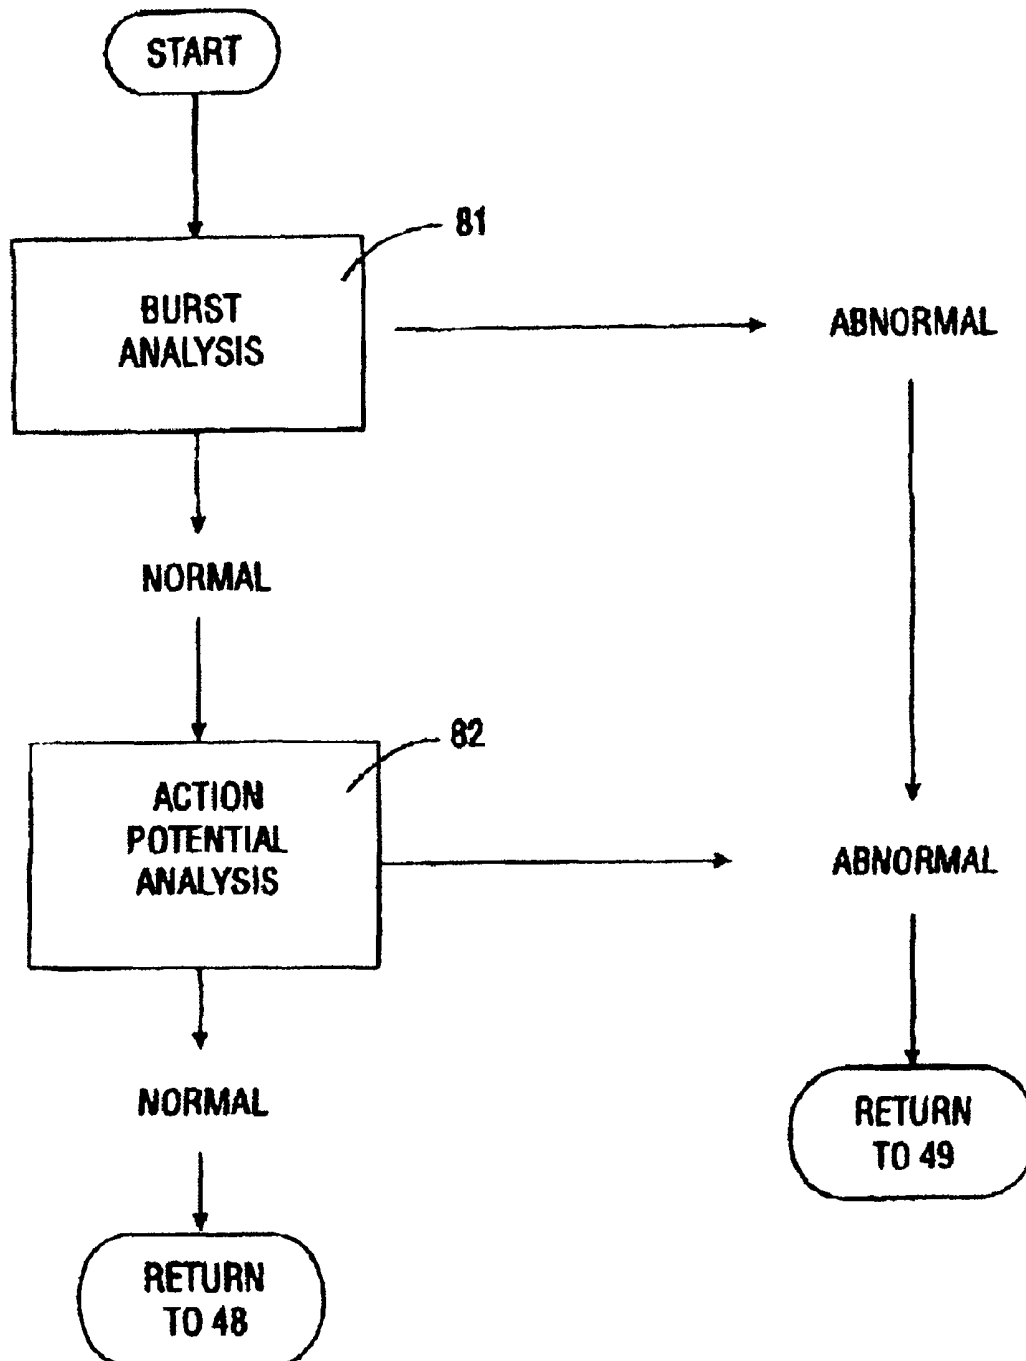 START
81
BURST
ANALYSIS
ABNORMAL
NORMAL
82
ACTION
POTENTIAL
ANALYSIS
ABNORMAL
NORMAL
RETURN
TO 49
RETURN
TO 48